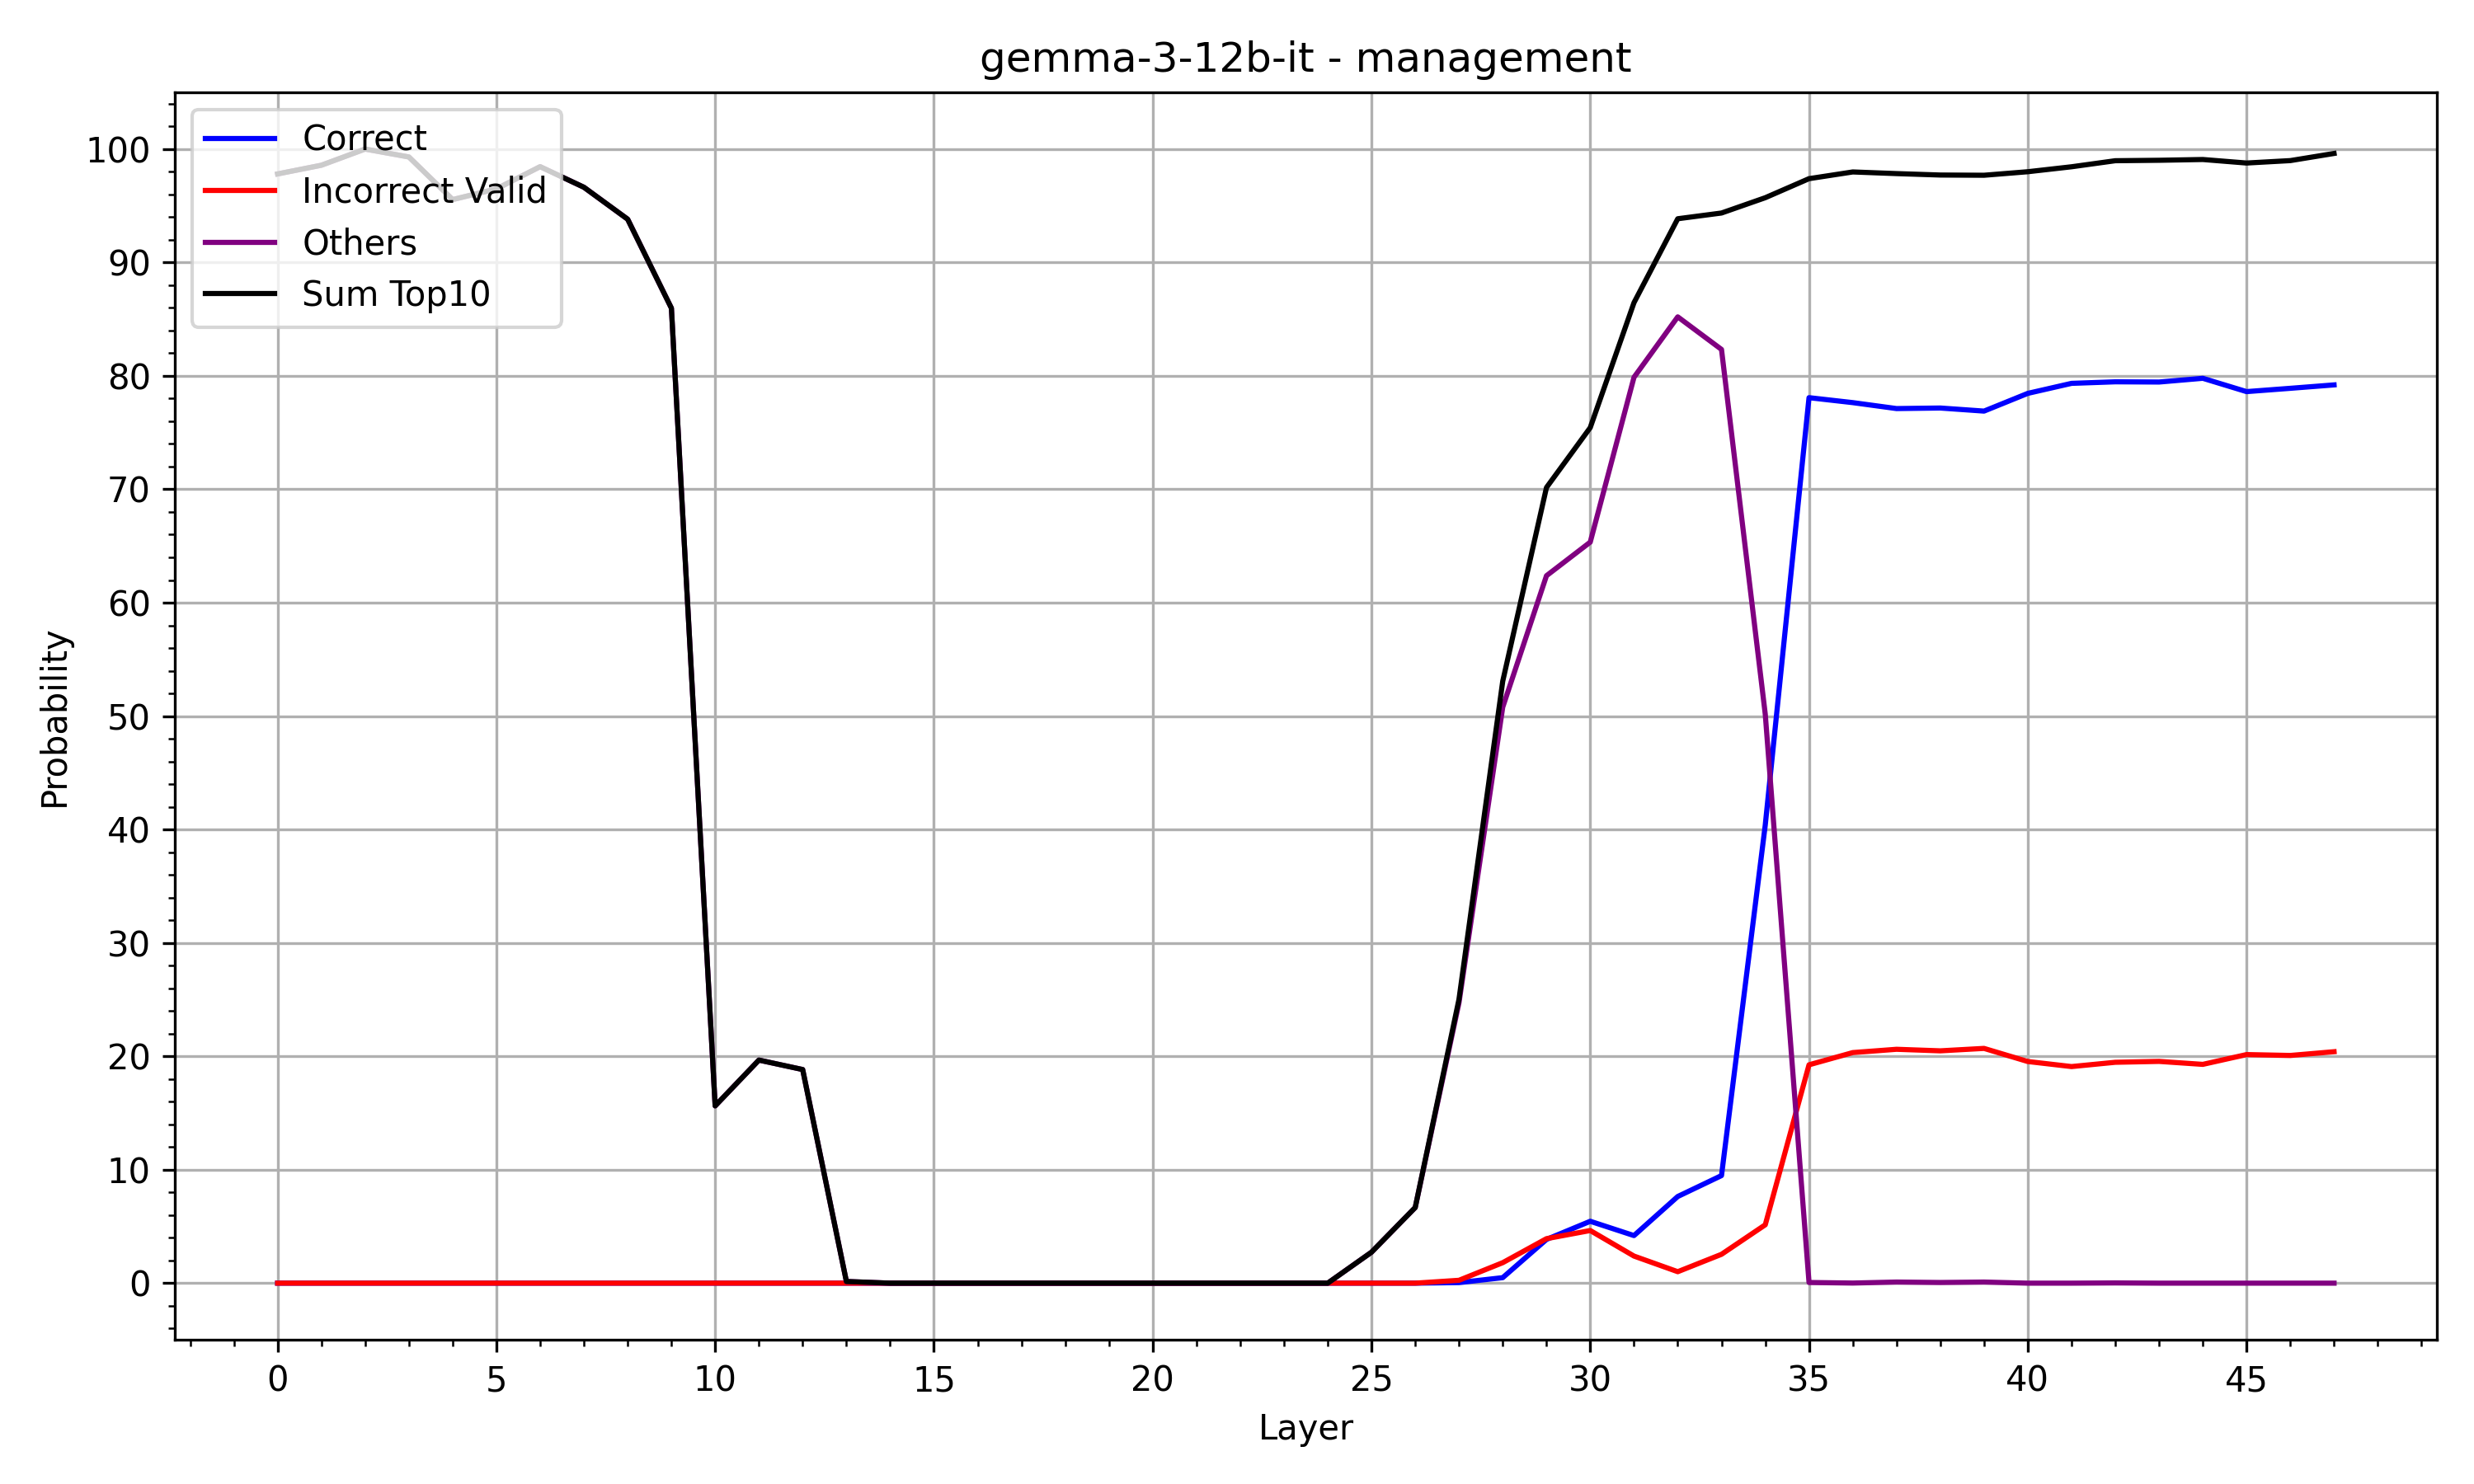 gemma-3-12b-it - management
Correct
Incorrect Valid
Others
Sum Top10
100
90
80
70
60
50
40
30
20
10
0
Probability
0 5 10 15 20 25 30 35 40 45
Layer